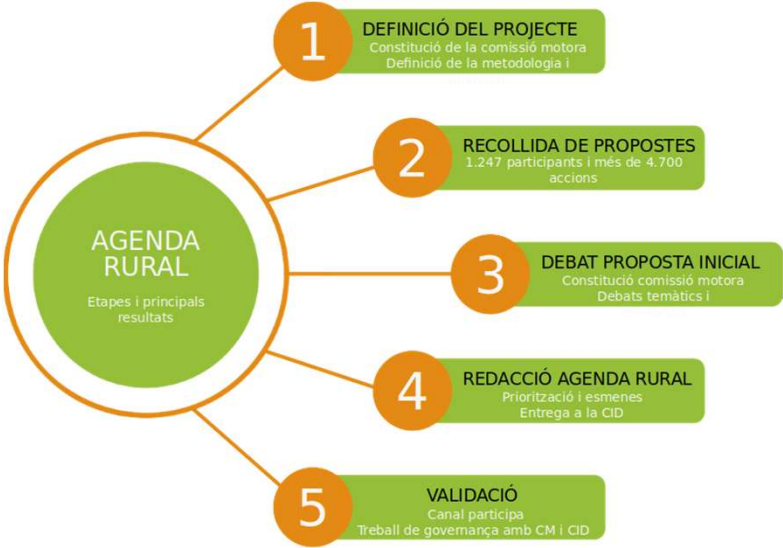 AGENDA
RURAL
Etapes i principals
resultats
1
DEFINICIÓ DEL PROJECTE
Constitució de la comissió motora
Definició de la metodologia i
2
RECOLLIDA DE PROPOSTES
1.247 participants i més de 4.700
accions
3
DEBAT PROPOSTA INICIAL
Constitució comissió motora
Debats temàtics i
4
REDACCIÓ AGENDA RURAL
Priorització i esmenes
Entrega a la CID
5
VALIDACIÓ
Canal participa
Treball de governança amb CM i CID